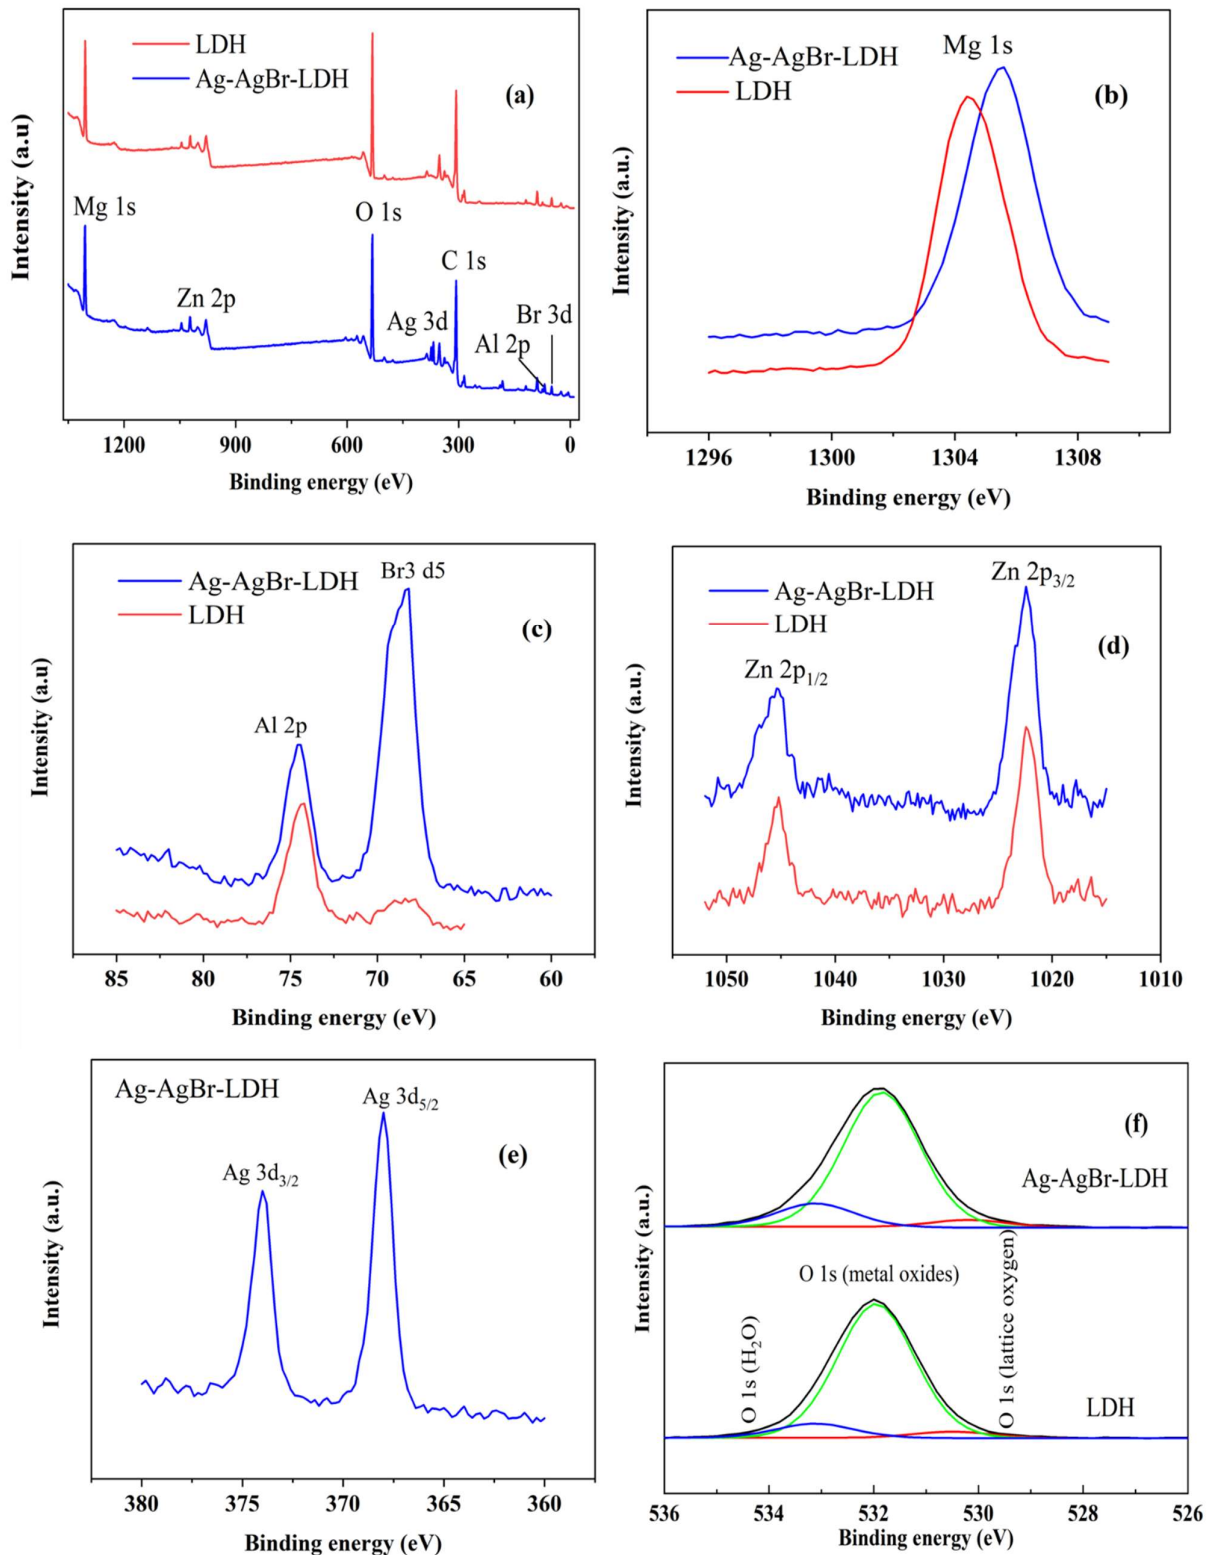 LDH
Ag-AgBr-LDH
(a)
Mg 1s
Zn 2p
O 1s
C 1s
Ag 3d
Al 2p
Br 3d
Intensity (a.u)
1200 900 600 300 0
Binding energy (eV)
Mg 1s
Ag-AgBr-LDH
LDH
(b)
Intensity (a.u.)
1296 1300 1304 1308
Binding energy (eV)
Ag-AgBr-LDH
LDH
Br3 d5
(c)
Al 2p
Intensity (a.u)
85 80 75 70 65 60
Binding energy (eV)
Zn 2p3/2
Ag-AgBr-LDH
LDH
(d)
Zn 2p1/2
Intensity (a.u.)
1050 1040 1030 1020 1010
Binding energy (eV)
Ag-AgBr-LDH
Ag 3d5/2
(e)
Ag 3d3/2
Intensity (a.u.)
380 375 370 365 360
Binding energy (eV)
(f)
Ag-AgBr-LDH
O 1s (metal oxides)
O 1s (H2O)
O 1s (lattice oxygen)
LDH
Intensity (a.u.)
536 534 532 530 528 526
Binding energy (eV)